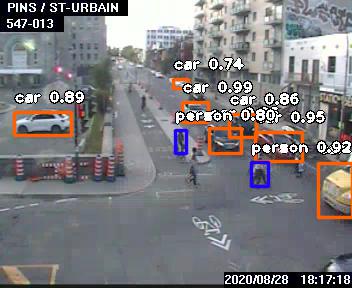 PINS / ST-URBAIN
547-013
car 0.74
car 0.99
car 0.89
car 0.86
person 0.80
0.95
person 0.92
2020/08/28 18:17:18